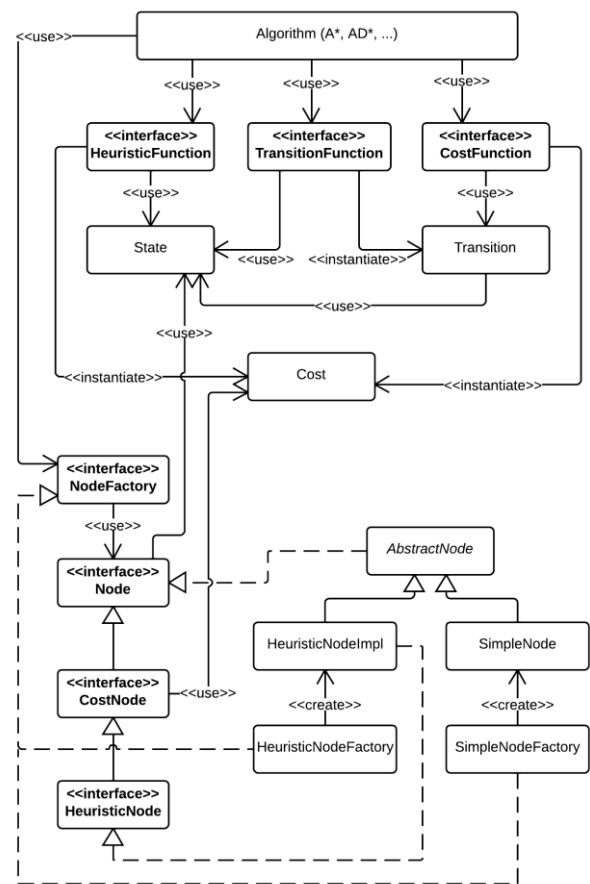 Algorithm (A*, AD*, ...)
<<use>>
<<use>>
<<use>>
<<use>>
<<interface>>
HeuristicFunction
<<interface>>
TransitionFunction
<<interface>>
CostFunction
<<use>>
<<use>>
State
<<use>>
<<instantiate>>
Transition
<<use>>
<<use>>
Cost
<<instantiate>>
<<instantiate>>
<<interface>>
NodeFactory
<<use>>
<<interface>>
Node
AbstractNode
HeuristicNodeImpl
SimpleNode
<<interface>>
CostNode
<<use>>
<<create>>
<<create>>
HeuristicNodeFactory
SimpleNodeFactory
<<interface>>
HeuristicNode